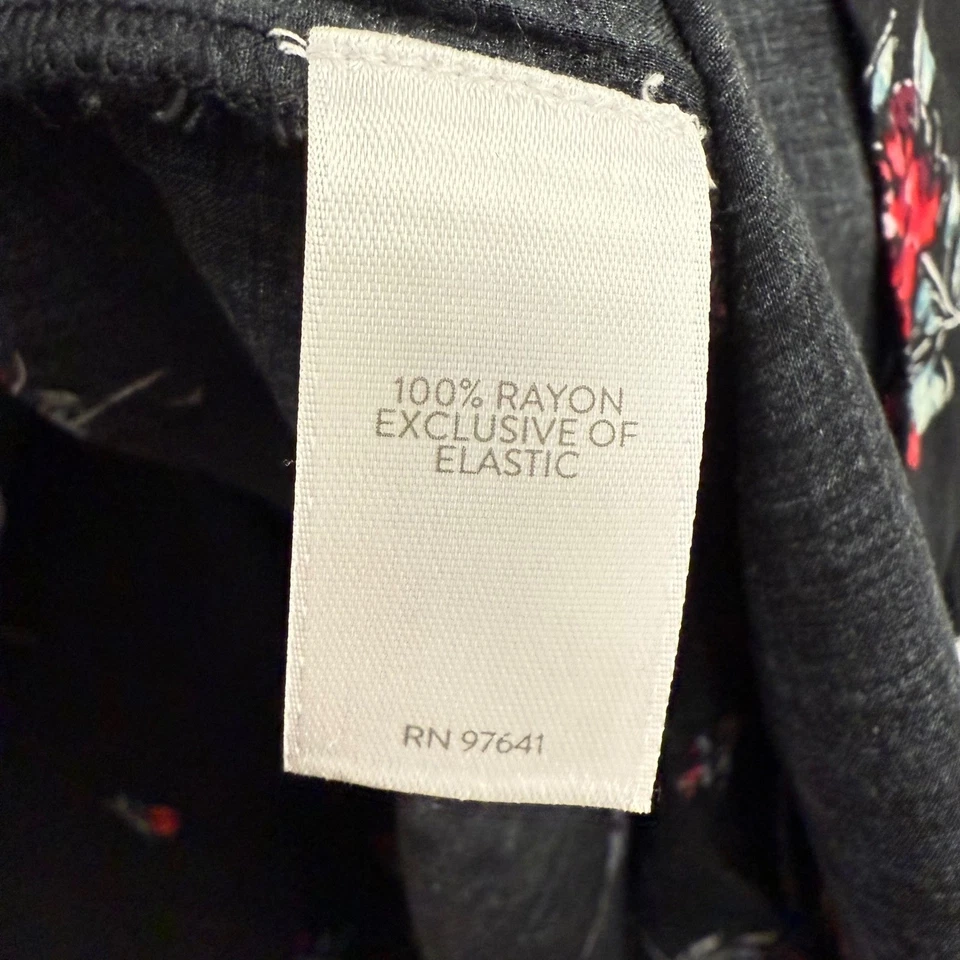 100% RAYON
EXCLUSIVE OF
ELASTIC
RN 97641